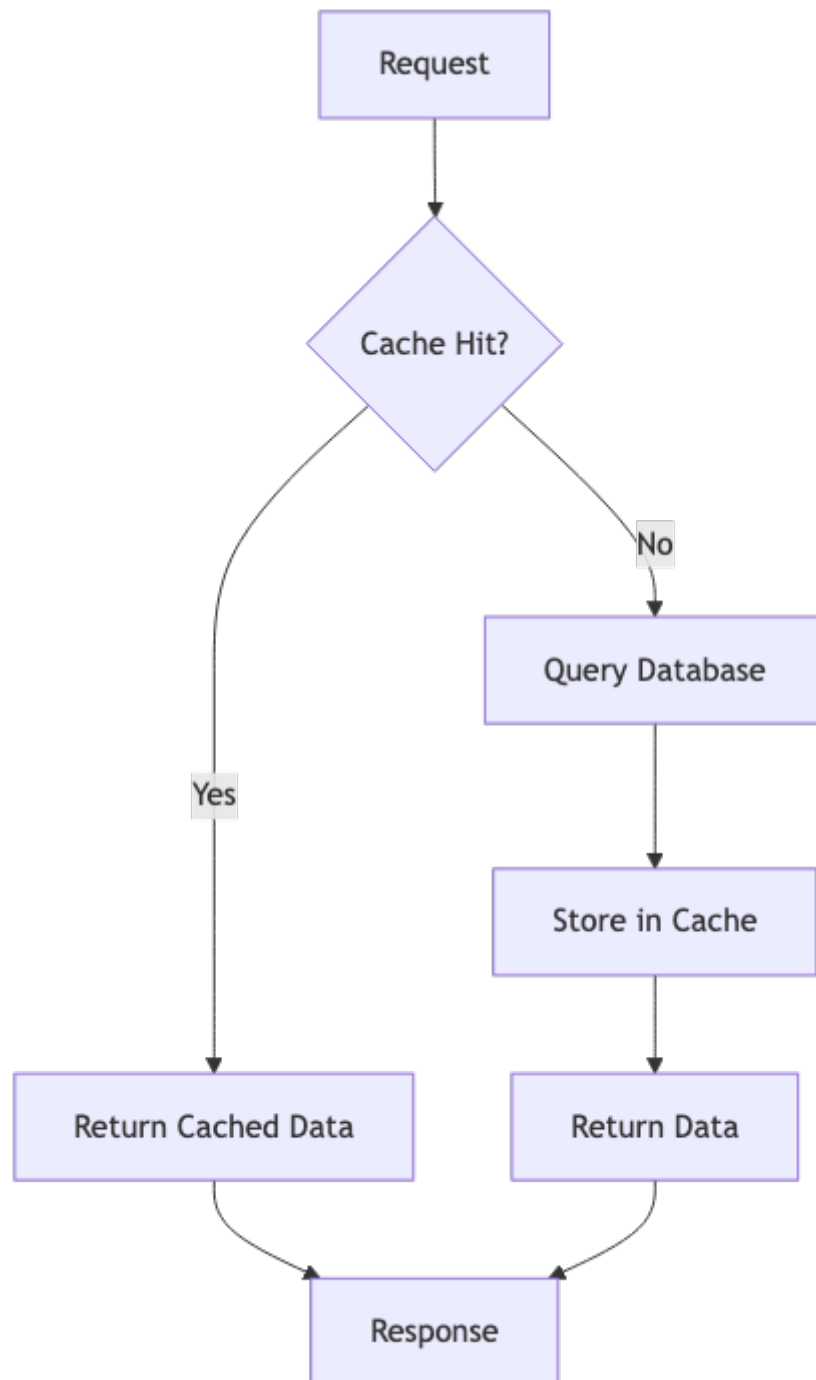 Request
Cache Hit?
No
Query Database
Yes
Store in Cache
Return Cached Data
Return Data
Response